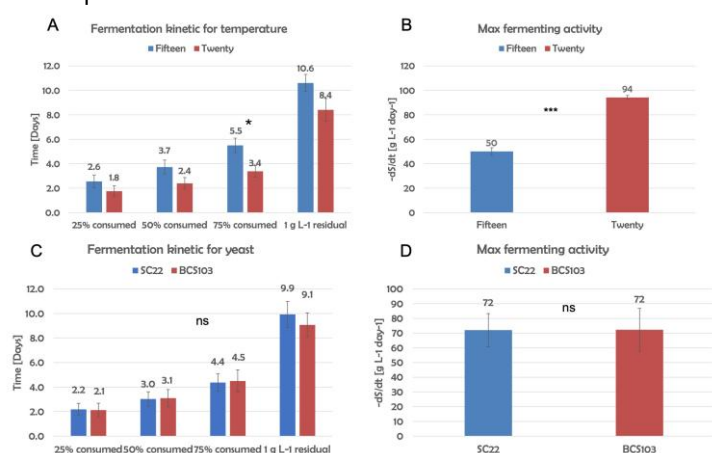 A
Fermentation kinetic for temperature
Fifteen Twenty
Time [Days]
12.0
10.0
8.0
6.0
4.0
2.0
0.0
2.6 1.8 3.7 2.4 5.5 * 3.4 10.6 8.4
25% consumed 50% consumed 75% consumed 1 g L-1 residual
B
Max fermenting activity
Fifteen Twenty
-dS/dt [g L-1 day-1]
120
100
80
60
40
20
0
50 *** 94
Fifteen Twenty
C
Fermentation kinetic for yeast
SC22 BCS103
Time [Days]
12.0
10.0
8.0
6.0
4.0
2.0
0.0
2.2 2.1 3.0 3.1 4.4 4.5 9.9 9.1
ns
25% consumed 50% consumed 75% consumed 1 g L-1 residual
D
Max fermenting activity
SC22 BCS103
-dS/dt [g L-1 day-1]
100
90
80
70
60
50
40
30
20
10
0
72 ns 72
SC22 BCS103